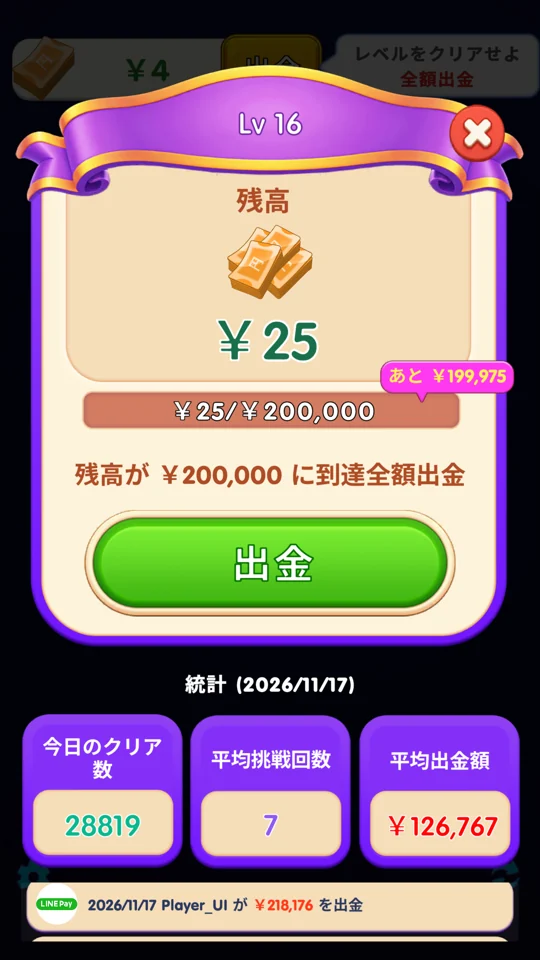 ¥4
出金
レベルをクリアせよ
全額出金
Lv 16
残高
¥25
あと ¥199,975
¥25/¥200,000
残高が ¥200,000 に到達全額出金
出金
統計 (2026/11/17)
今日のクリア
数
28819
平均挑戦回数
7
平均出金額
¥126,767
LINE Pay
2026/11/17 Player_UI が ¥218,176 を出金